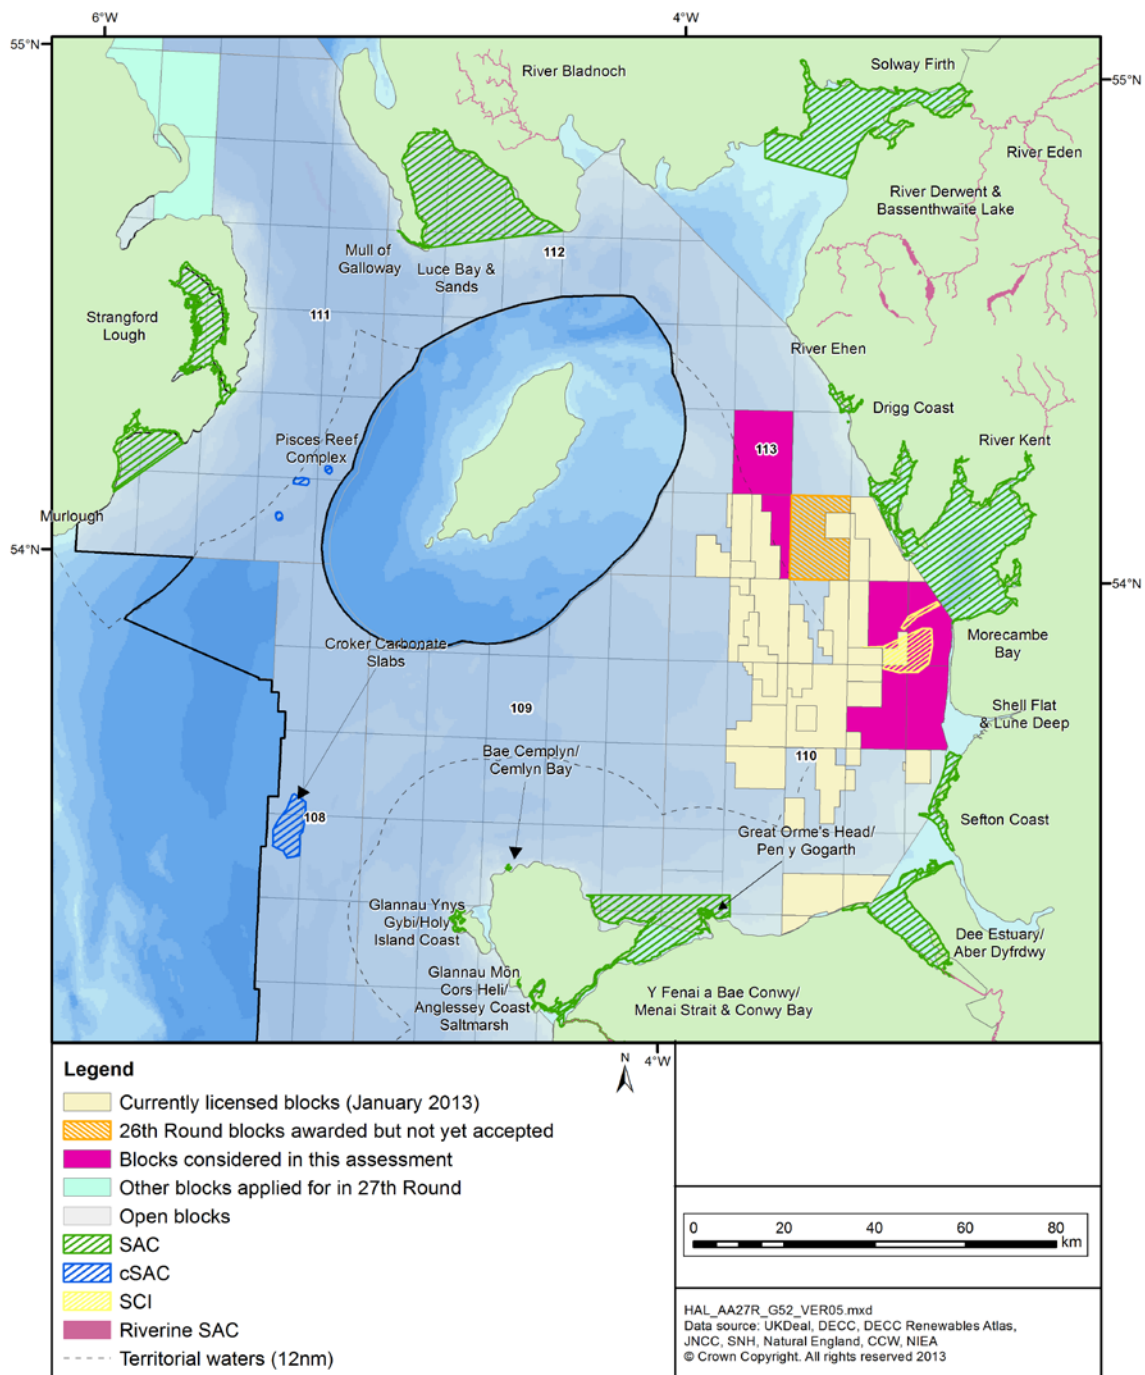 6°W
4°W
55°N
55°N
River Bladnoch
Solway Firth
River Eden
River Derwent &
Bassenthwaite Lake
Mull of
Galloway
Luce Bay &
Sands
112
111
Strangford
Lough
River Ehen
Drigg Coast
River Kent
Pisces Reef
Complex
113
Murlough
54°N
54°N
Croker Carbonate
Slabs
Morecambe
Bay
109
Shell Flat
& Lune Deep
Bae Cemplyn/
Cemlyn Bay
110
108
Sefton Coast
Great Orme's Head/
Pen y Gogarth
Glannau Ynys
Gybi/Holy
Island Coast
Dee Estuary/
Aber Dyfrdwy
Glannau Môn
Cors Heli/
Anglessey Coast
Saltmarsh
Y Fenai a Bae Conwy/
Menai Strait & Conwy Bay
4°W
N
Legend
Currently licensed blocks (January 2013)
26th Round blocks awarded but not yet accepted
Blocks considered in this assessment
Other blocks applied for in 27th Round
Open blocks
SAC
cSAC
SCI
Riverine SAC
Territorial waters (12nm)
0 20 40 60 80
km
HAL_AA27R_G52_VER05.mxd
Data source: UKDeal, DECC, DECC Renewables Atlas,
JNCC, SNH, Natural England, CCW, NIEA
© Crown Copyright. All rights reserved 2013